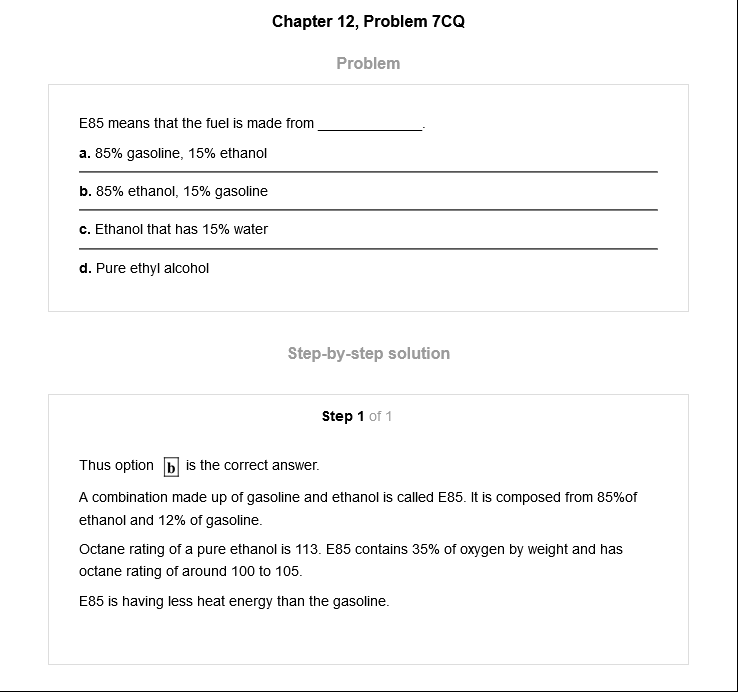 Chapter 12, Problem 7CQ
Problem
E85 means that the fuel is made from ______________.
a. 85% gasoline, 15% ethanol
b. 85% ethanol, 15% gasoline
c. Ethanol that has 15% water
d. Pure ethyl alcohol
Step-by-step solution
Step 1 of 1
Thus option b is the correct answer.
A combination made up of gasoline and ethanol is called E85. It is composed from 85%of
ethanol and 12% of gasoline.
Octane rating of a pure ethanol is 113. E85 contains 35% of oxygen by weight and has
octane rating of around 100 to 105.
E85 is having less heat energy than the gasoline.